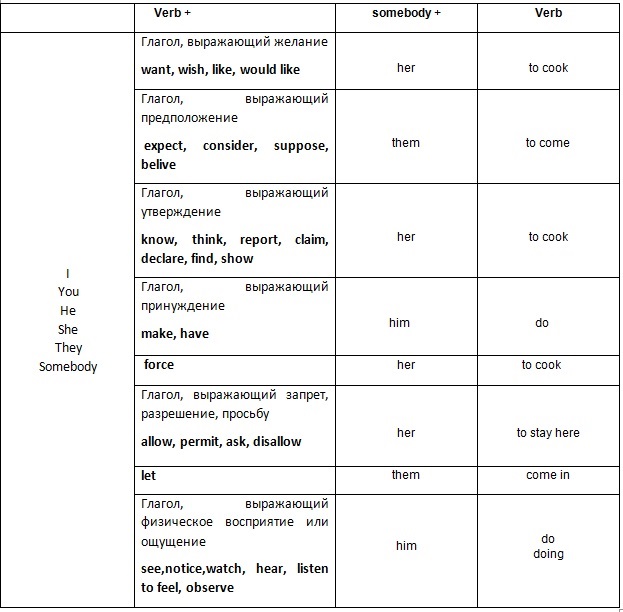 Verb + somebody + Verb
I
You
He
She
They
Somebody
Глагол, выражающий желание
want, wish, like, would like
her
to cook
Глагол, выражающий
предположение
expect, consider, suppose,
belive
them
to come
Глагол, выражающий
утверждение
know, think, report, claim,
declare, find, show
her
to cook
Глагол, выражающий
принуждение
make, have
him
do
force
her
to cook
Глагол, выражающий запрет,
разрешение, просьбу
allow, permit, ask, disallow
her
to stay here
let
them
come in
Глагол, выражающий
физическое восприятие или
ощущение
see,notice,watch, hear, listen
to feel, observe
him
do
doing